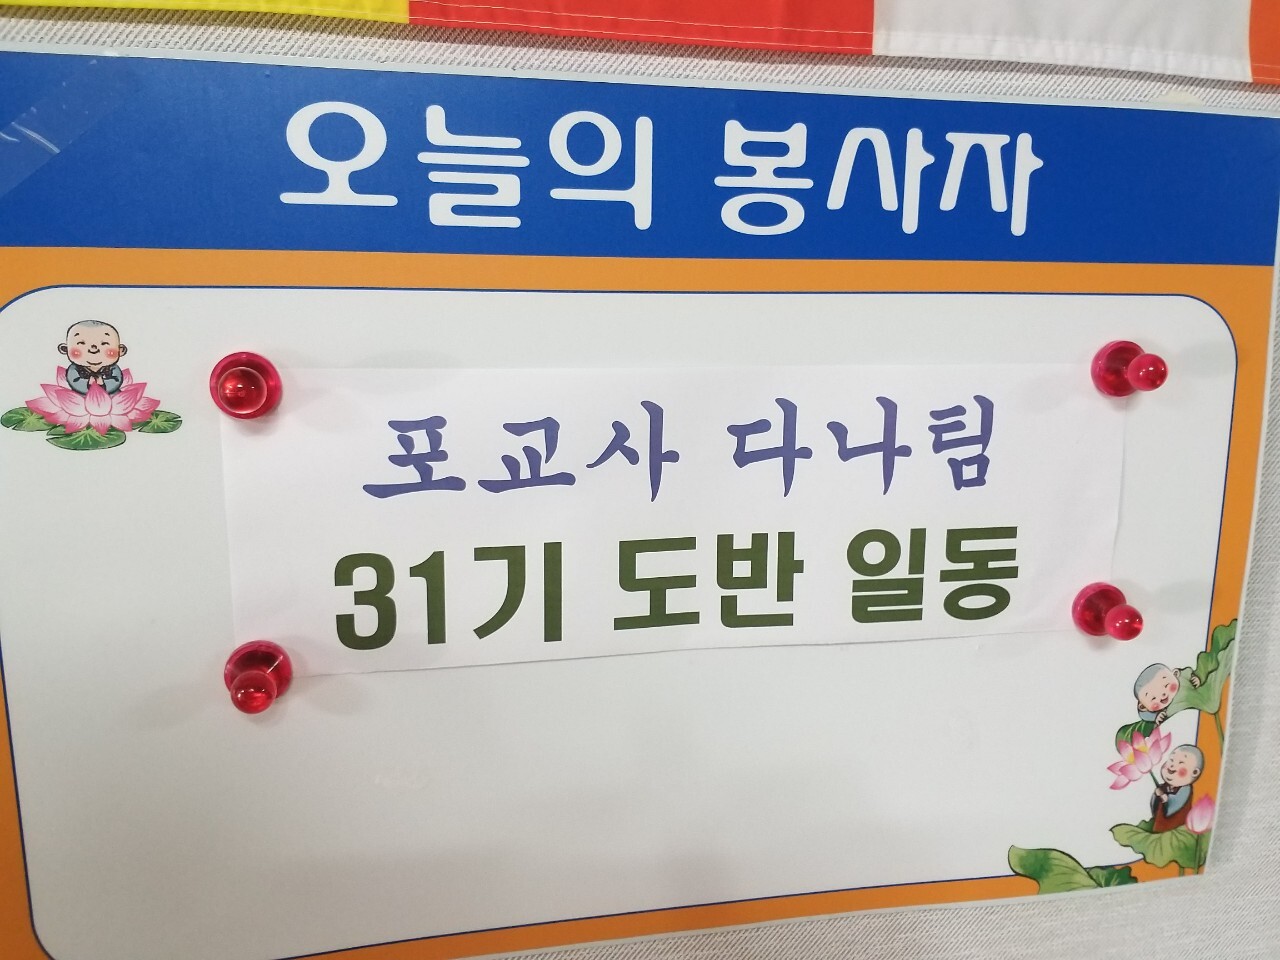 오늘의 봉사자
포교사 다나팀
31기 도반 일동